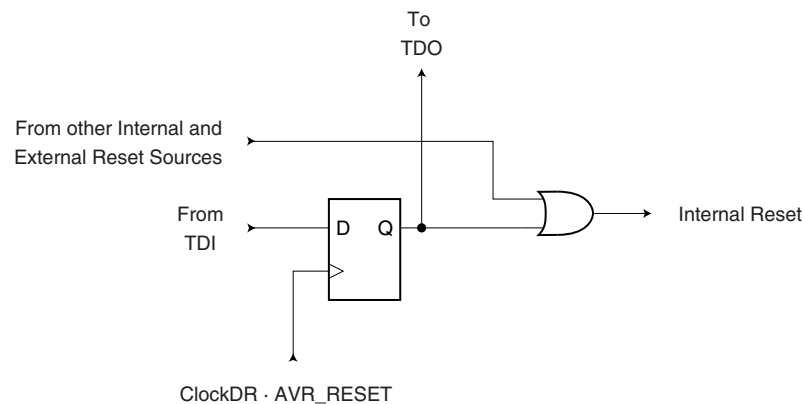 To
TDO
From other Internal and
External Reset Sources
From
TDI
D Q
Internal Reset
ClockDR · AVR_RESET